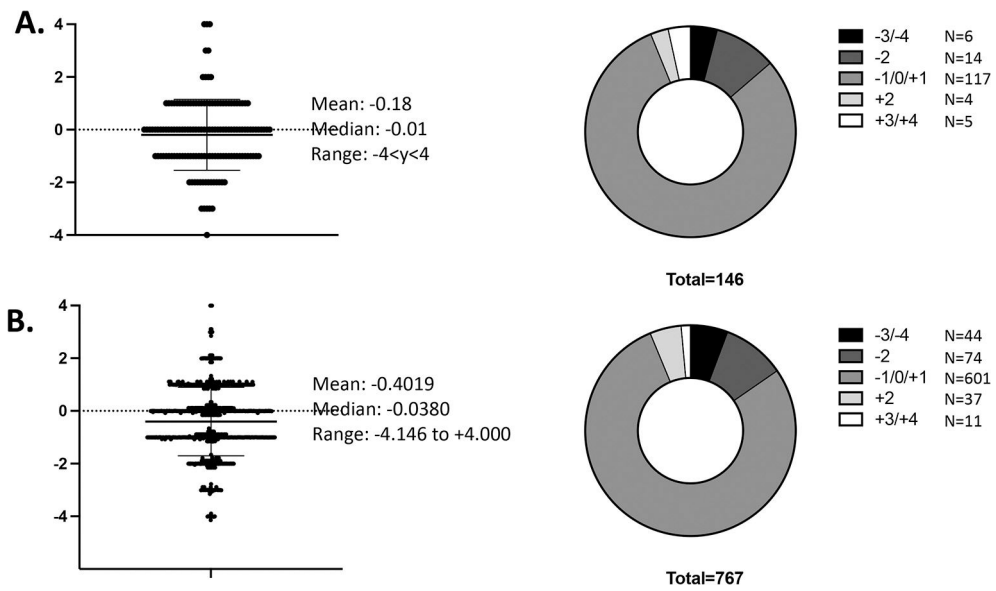 A.
4
2
0
-2
-4
Mean: -0.18
Median: -0.01
Range: -4<y<4
-3/-4 N=6
-2 N=14
-1/0/+1 N=117
+2 N=4
+3/+4 N=5
Total=146
B.
4
2
0
-2
-4
Mean: -0.4019
Median: -0.0380
Range: -4.146 to +4.000
-3/-4 N=44
-2 N=74
-1/0/+1 N=601
+2 N=37
+3/+4 N=11
Total=767